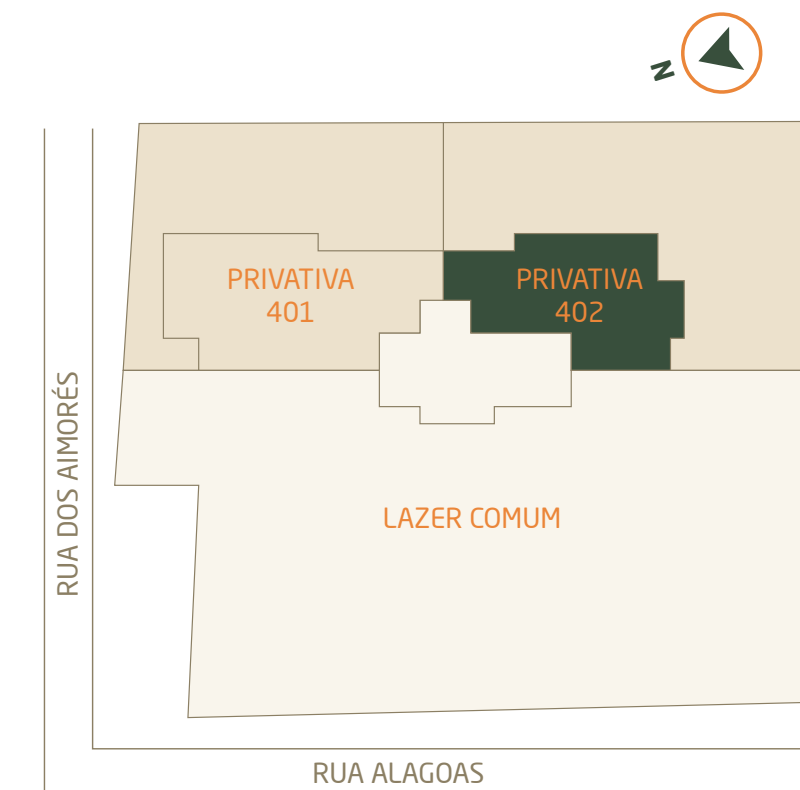 N
PRIVATIVA
401
PRIVATIVA
402
RUA DOS AIMORÉS
LAZER COMUM
RUA ALAGOAS